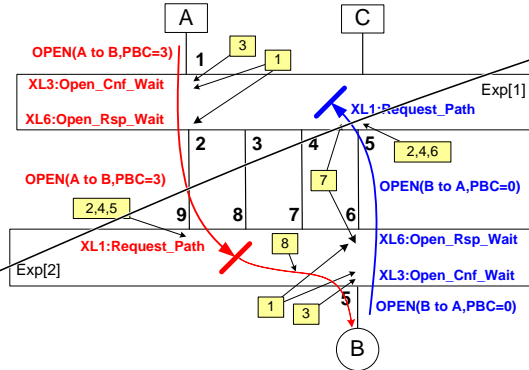 A
C
OPEN(A to B,PBC=3)
1
3
1
XL3:Open_Cnf_Wait
Exp[1]
XL1:Request_Path
XL6:Open_Rsp_Wait
2
3
4
5
2,4,6
OPEN(A to B,PBC=3)
7
OPEN(B to A,PBC=0)
2,4,5
9
8
7
6
XL1:Request_Path
8
XL6:Open_Rsp_Wait
Exp[2]
XL3:Open_Cnf_Wait
1
3
5
OPEN(B to A,PBC=0)
B